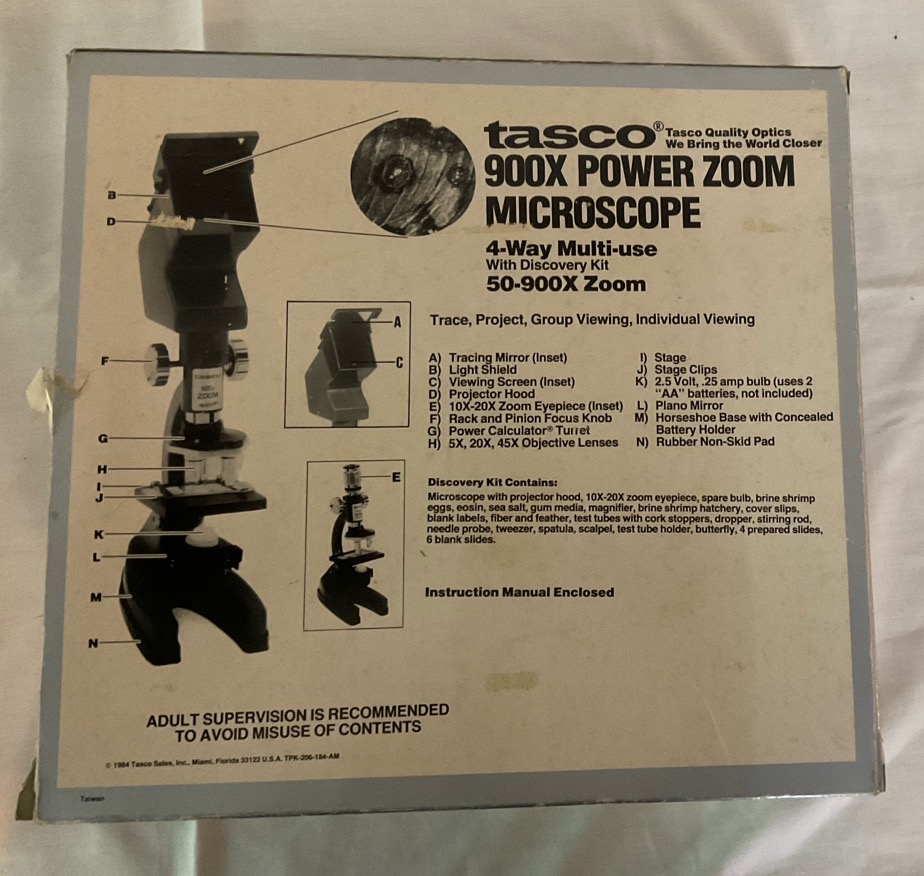 tasco® Tasco Quality Optics
We Bring the World Closer
900X POWER ZOOM
MICROSCOPE
4-Way Multi-use
With Discovery Kit
50-900X Zoom
Trace, Project, Group Viewing, Individual Viewing
A) Tracing Mirror (Inset)
B) Light Shield
C) Viewing Screen (Inset)
D) Projector Hood
E) 10X-20X Zoom Eyepiece (Inset)
F) Rack and Pinion Focus Knob
G) Power Calculator® Turret
H) 5X, 20X, 45X Objective Lenses
I) Stage
J) Stage Clips
K) 2.5 Volt, .25 amp bulb (uses 2
"AA" batteries, not included)
L) Plano Mirror
M) Horseshoe Base with Concealed
Battery Holder
N) Rubber Non-Skid Pad
Discovery Kit Contains:
Microscope with projector hood, 10X-20X zoom eyepiece, spare bulb, brine shrimp
eggs, eosin, sea salt, gum media, magnifier, brine shrimp hatchery, cover slips,
blank labels, fiber and feather, test tubes with cork stoppers, dropper, stirring rod,
needle probe, tweezer, spatula, scalpel, test tube holder, butterfly, 4 prepared slides,
6 blank slides.
Instruction Manual Enclosed
B
D
F
G
H
I
J
K
L
M
N
A
C
E
ZOOM
ADULT SUPERVISION IS RECOMMENDED
TO AVOID MISUSE OF CONTENTS
© 1984 Tasco Sales, Inc., Miami, Florida 33122 U.S.A. TPK-206-184-AM
Taiwan